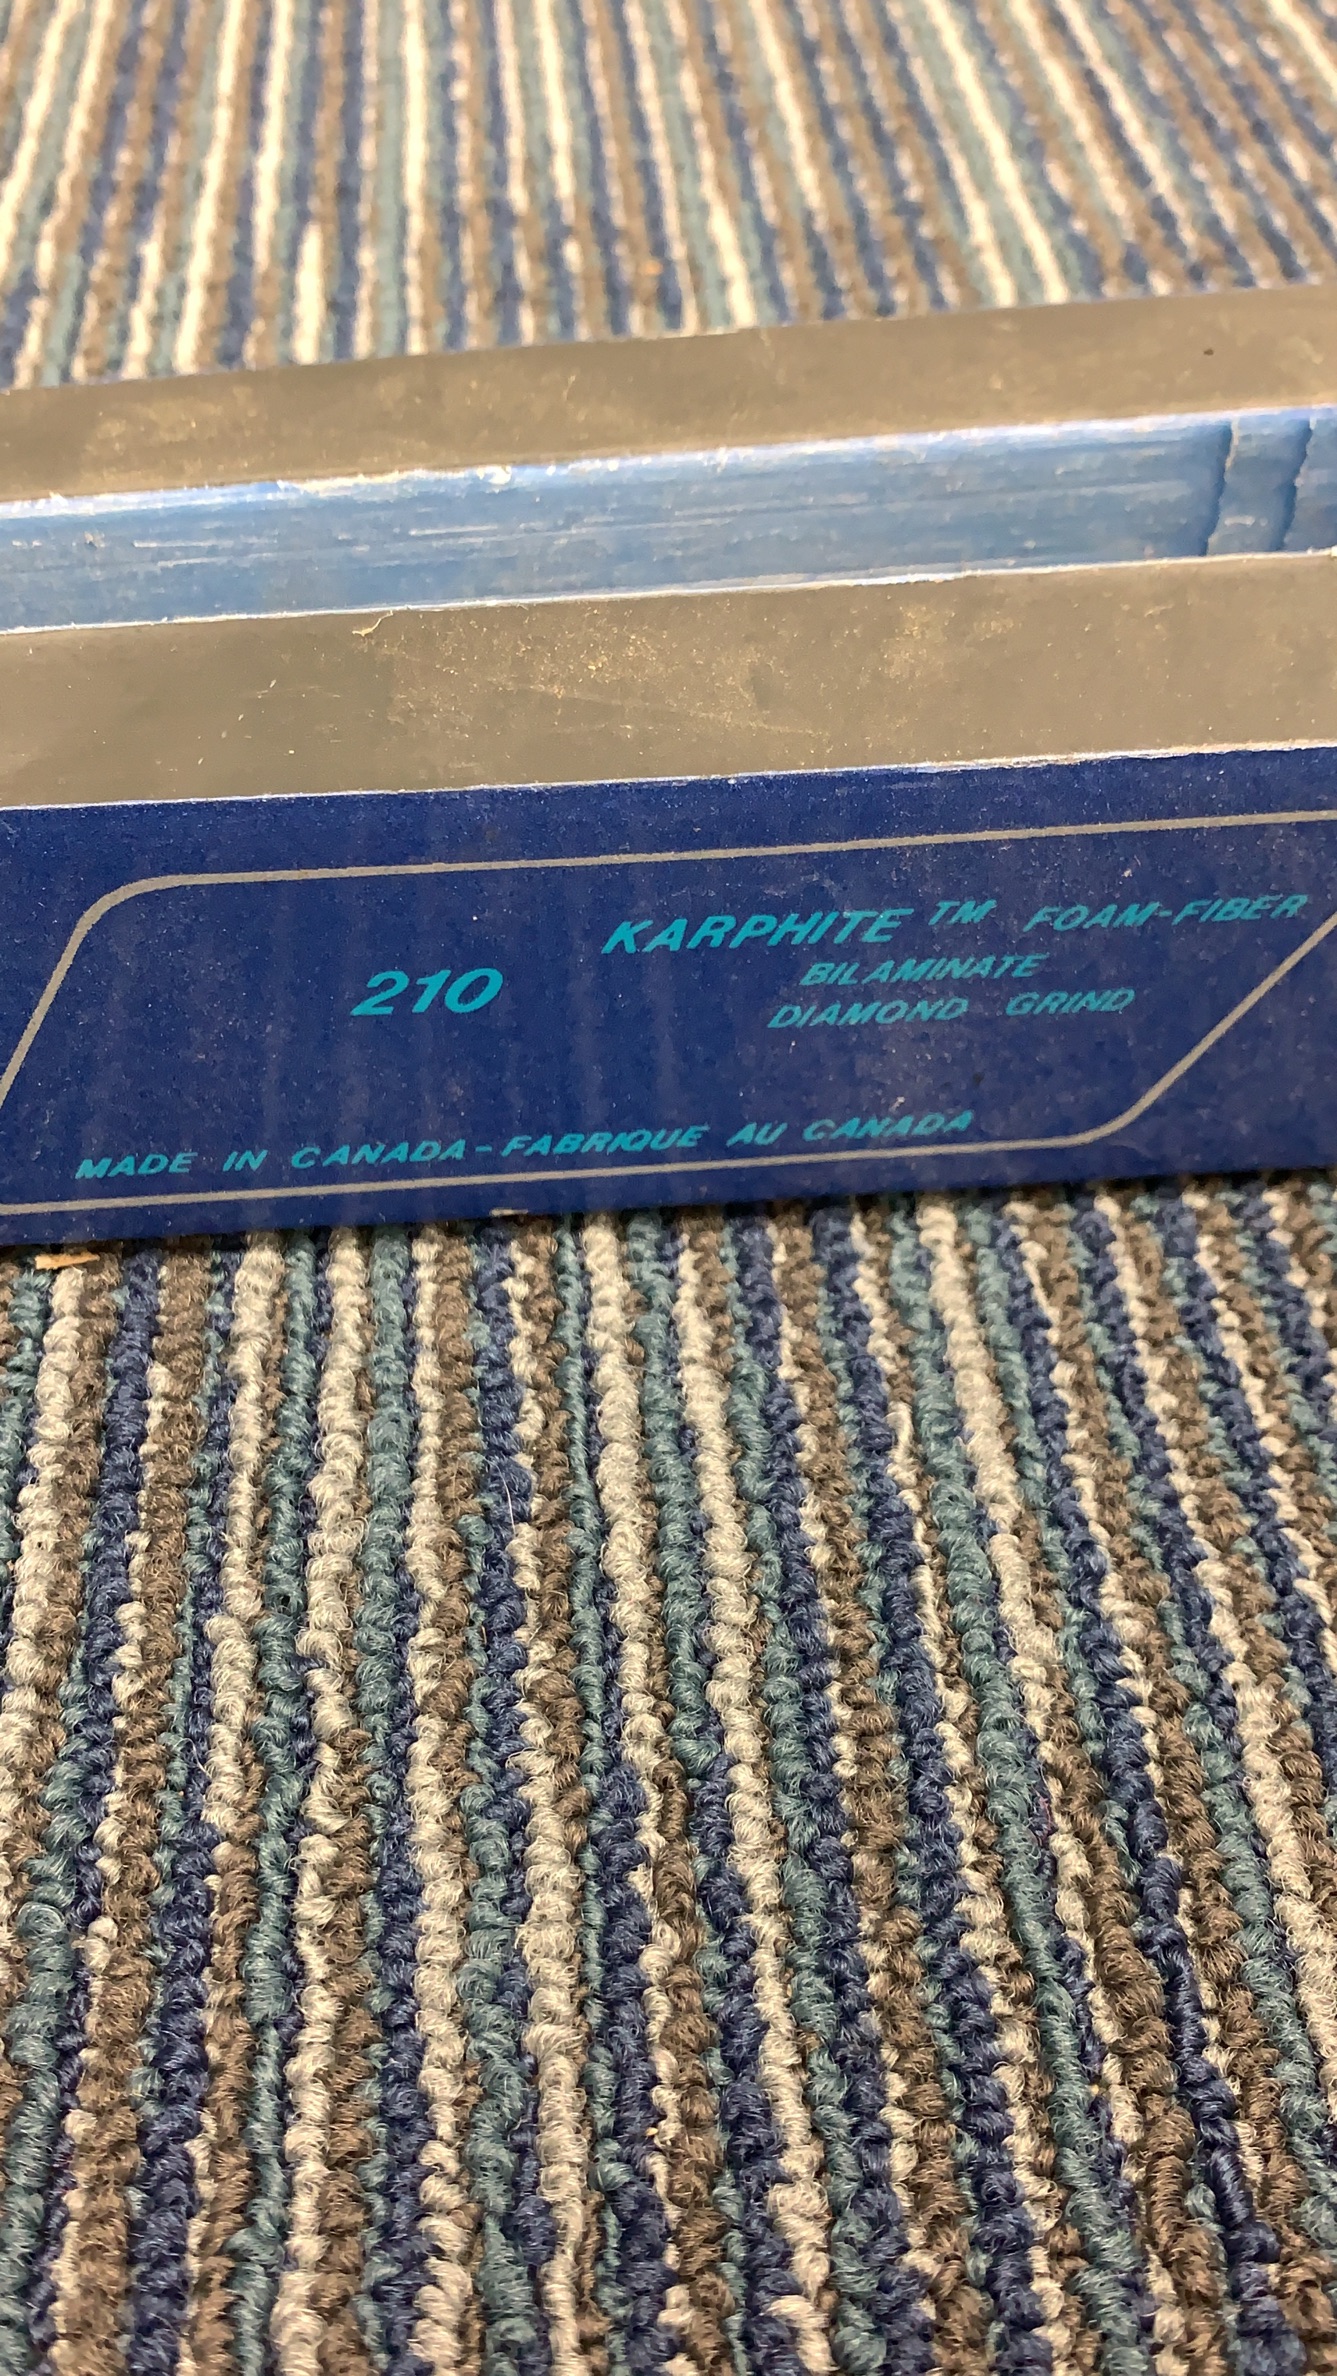 210
KARPHITE TM FOAM-FIBER
BILAMINATE
DIAMOND GRIND
MADE IN CANADA-FABRIQUE AU CANADA